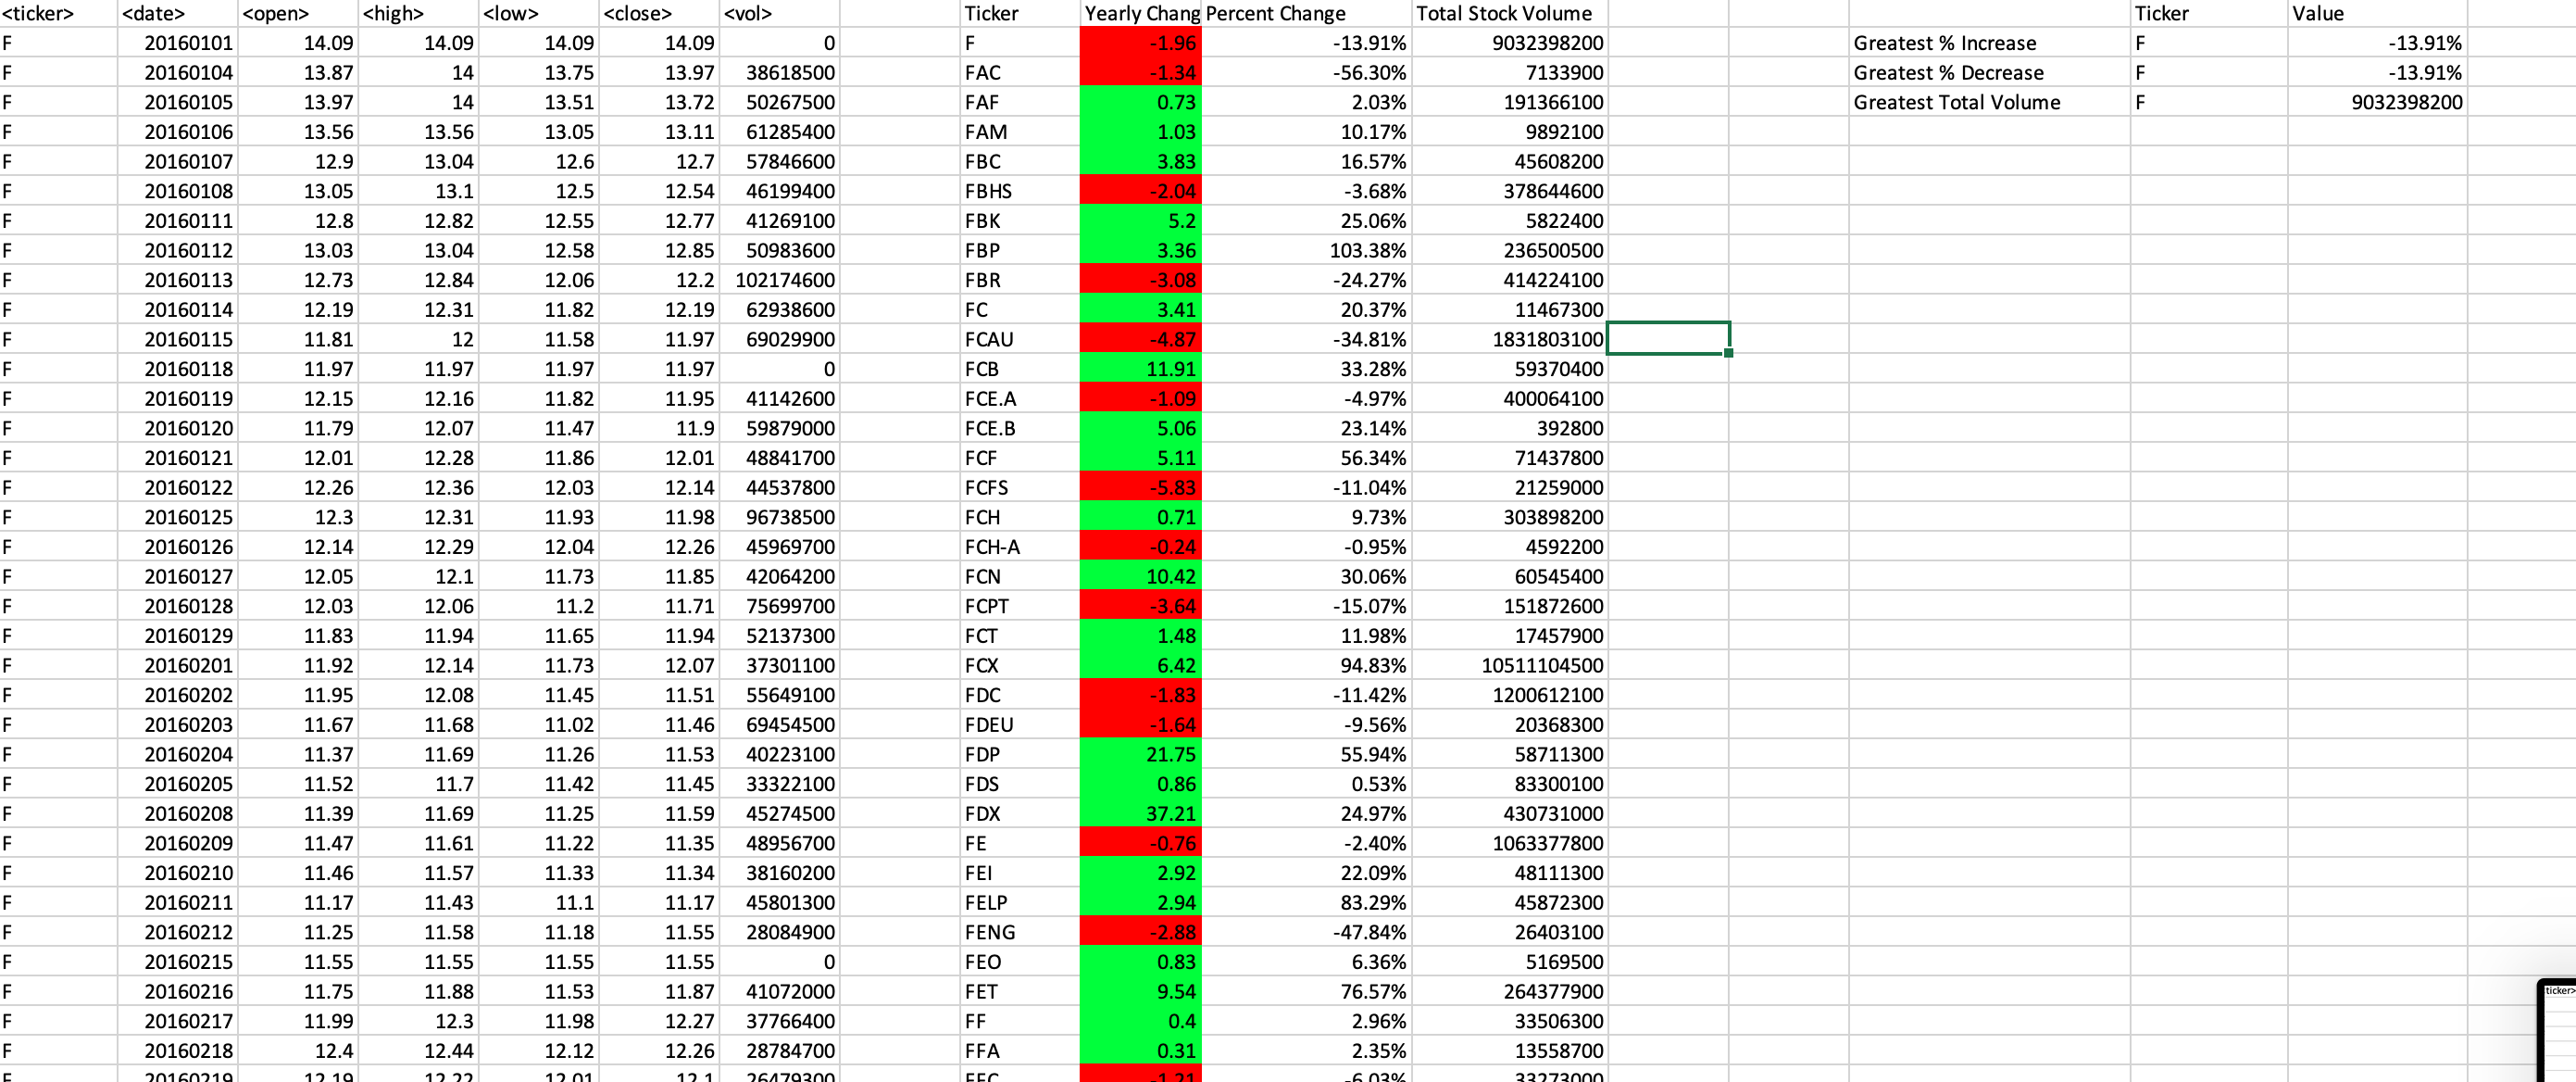 <ticker> <date> <open> <high> <low> <close> <vol> Ticker Yearly Chang Percent Change Total Stock Volume Ticker Value
F 20160101 14.09 14.09 14.09 14.09 0 F -1.96 -13.91% 9032398200 Greatest % Increase F -13.91%
F 20160104 13.87 14 13.75 13.97 38618500 FAC -1.34 -56.30% 7133900 Greatest % Decrease F -13.91%
F 20160105 13.97 14 13.51 13.72 50267500 FAF 0.73 2.03% 191366100 Greatest Total Volume F 9032398200
F 20160106 13.56 13.56 13.05 13.11 61285400 FAM 1.03 10.17% 9892100
F 20160107 12.9 13.04 12.6 12.7 57846600 FBC 3.83 16.57% 45608200
F 20160108 13.05 13.1 12.5 12.54 46199400 FBHS -2.04 -3.68% 378644600
F 20160111 12.8 12.82 12.55 12.77 41269100 FBK 5.2 25.06% 5822400
F 20160112 13.03 13.04 12.58 12.85 50983600 FBP 3.36 103.38% 236500500
F 20160113 12.73 12.84 12.06 12.2 102174600 FBR -3.08 -24.27% 414224100
F 20160114 12.19 12.31 11.82 12.19 62938600 FC 3.41 20.37% 11467300
F 20160115 11.81 12 11.58 11.97 69029900 FCAU -4.87 -34.81% 1831803100
F 20160118 11.97 11.97 11.97 11.97 0 FCB 11.91 33.28% 59370400
F 20160119 12.15 12.16 11.82 11.95 41142600 FCE.A -1.09 -4.97% 400064100
F 20160120 11.79 12.07 11.47 11.9 59879000 FCE.B 5.06 23.14% 392800
F 20160121 12.01 12.28 11.86 12.01 48841700 FCF 5.11 56.34% 71437800
F 20160122 12.26 12.36 12.03 12.14 44537800 FCFS -5.83 -11.04% 21259000
F 20160125 12.3 12.31 11.93 11.98 96738500 FCH 0.71 9.73% 303898200
F 20160126 12.14 12.29 12.04 12.26 45969700 FCH-A -0.24 -0.95% 4592200
F 20160127 12.05 12.1 11.73 11.85 42064200 FCN 10.42 30.06% 60545400
F 20160128 12.03 12.06 11.2 11.71 75699700 FCPT -3.64 -15.07% 151872600
F 20160129 11.83 11.94 11.65 11.94 52137300 FCT 1.48 11.98% 17457900
F 20160201 11.92 12.14 11.73 12.07 37301100 FCX 6.42 94.83% 10511104500
F 20160202 11.95 12.08 11.45 11.51 55649100 FDC -1.83 -11.42% 1200612100
F 20160203 11.67 11.68 11.02 11.46 69454500 FDEU -1.64 -9.56% 20368300
F 20160204 11.37 11.69 11.26 11.53 40223100 FDP 21.75 55.94% 58711300
F 20160205 11.52 11.7 11.42 11.45 33322100 FDS 0.86 0.53% 83300100
F 20160208 11.39 11.69 11.25 11.59 45274500 FDX 37.21 24.97% 430731000
F 20160209 11.47 11.61 11.22 11.35 48956700 FE -0.76 -2.40% 1063377800
F 20160210 11.46 11.57 11.33 11.34 38160200 FEI 2.92 22.09% 48111300
F 20160211 11.17 11.43 11.1 11.17 45801300 FELP 2.94 83.29% 45872300
F 20160212 11.25 11.58 11.18 11.55 28084900 FENG -2.88 -47.84% 26403100
F 20160215 11.55 11.55 11.55 11.55 0 FEO 0.83 6.36% 5169500
F 20160216 11.75 11.88 11.53 11.87 41072000 FET 9.54 76.57% 264377900
ticker>
F 20160217 11.99 12.3 11.98 12.27 37766400 FF 0.4 2.96% 33506300
F 20160218 12.4 12.44 12.12 12.26 28784700 FFA 0.31 2.35% 13558700
F 20160219 12.19 12.22 12.01 12.1 26479300 FFC -1.21 -6.03% 33273000